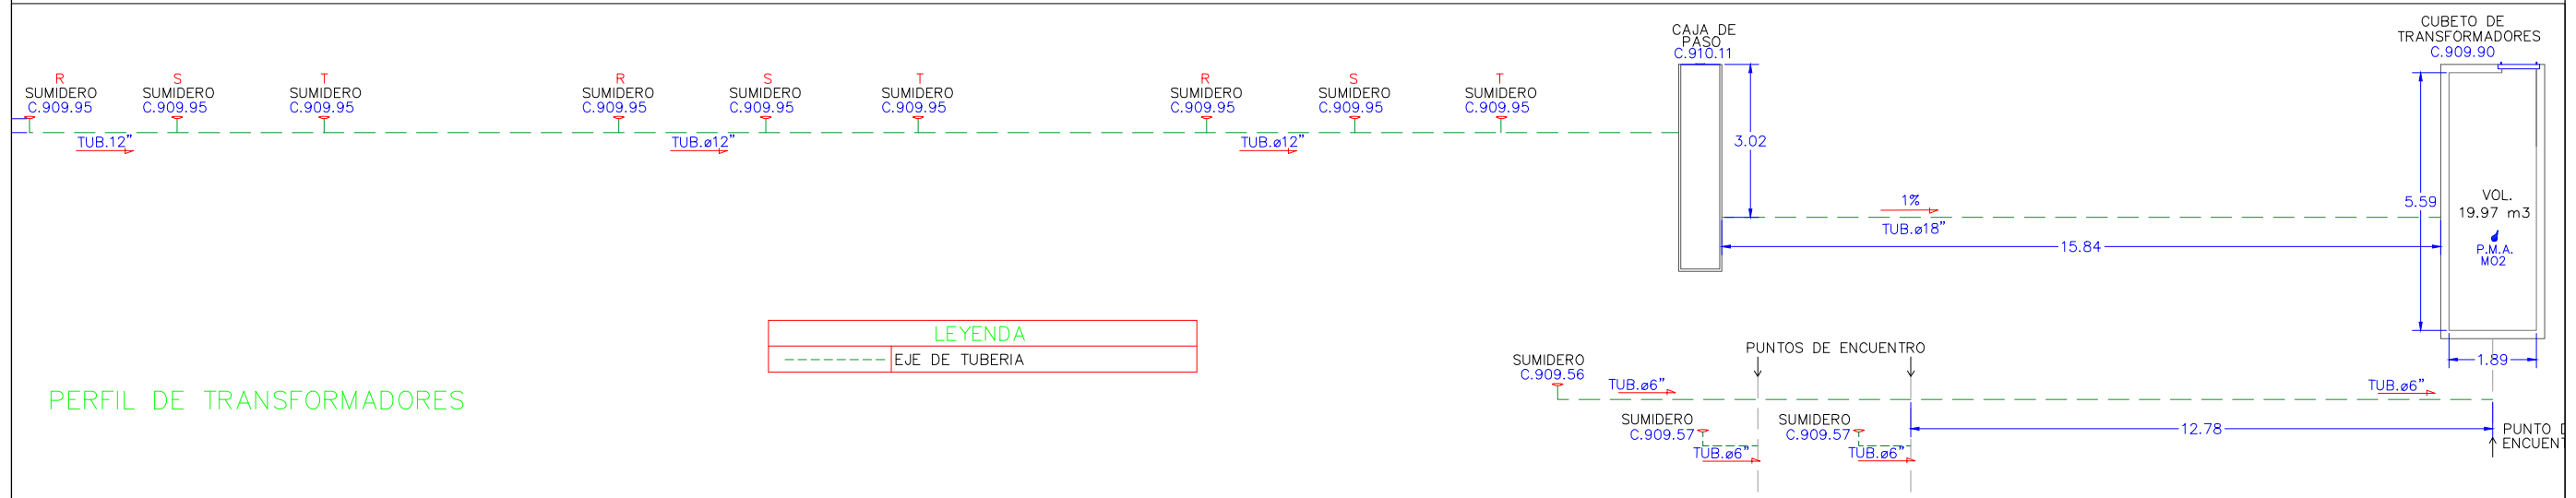 CUBETO DE
TRANSFORMADORES
C.909.90
CAJA DE
PASO
C.910.11
R
SUMIDERO
C.909.95
S
SUMIDERO
C.909.95
T
SUMIDERO
C.909.95
R
SUMIDERO
C.909.95
S
SUMIDERO
C.909.95
T
SUMIDERO
C.909.95
R
SUMIDERO
C.909.95
S
SUMIDERO
C.909.95
T
SUMIDERO
C.909.95
TUB.12"
TUB.ø12"
TUB.ø12"
3.02
1%
TUB.ø18"
15.84
5.59
VOL.
19.97 m3
P.M.A.
M02
1.89
LEYENDA
EJE DE TUBERIA
PERFIL DE TRANSFORMADORES
PUNTOS DE ENCUENTRO
SUMIDERO
C.909.56
TUB.ø6"
TUB.ø6"
SUMIDERO
C.909.57
TUB.ø6"
SUMIDERO
C.909.57
TUB.ø6"
12.78
PUNTO
ENCUENT